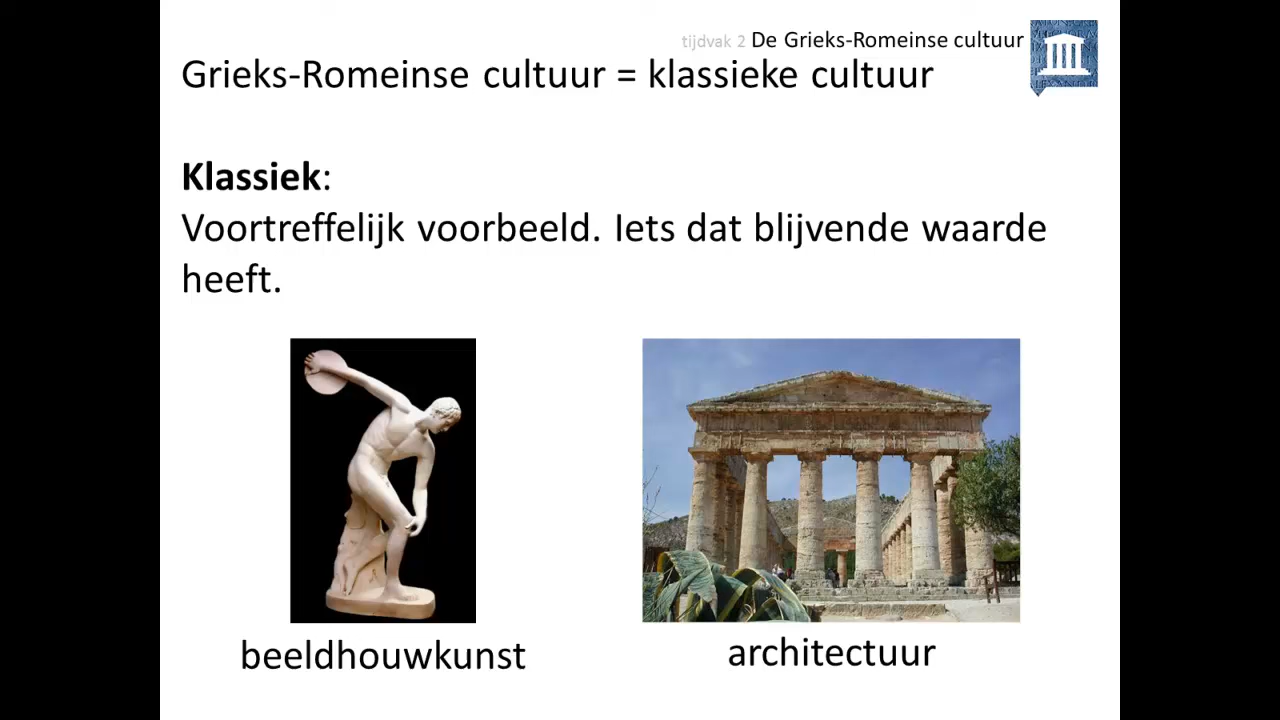 tijdvak 2 De Grieks-Romeinse cultuur
Grieks-Romeinse cultuur = klassieke cultuur
Klassiek:
Voortreffelijk voorbeeld. Iets dat blijvende waarde
heeft.
beeldhouwkunst
architectuur